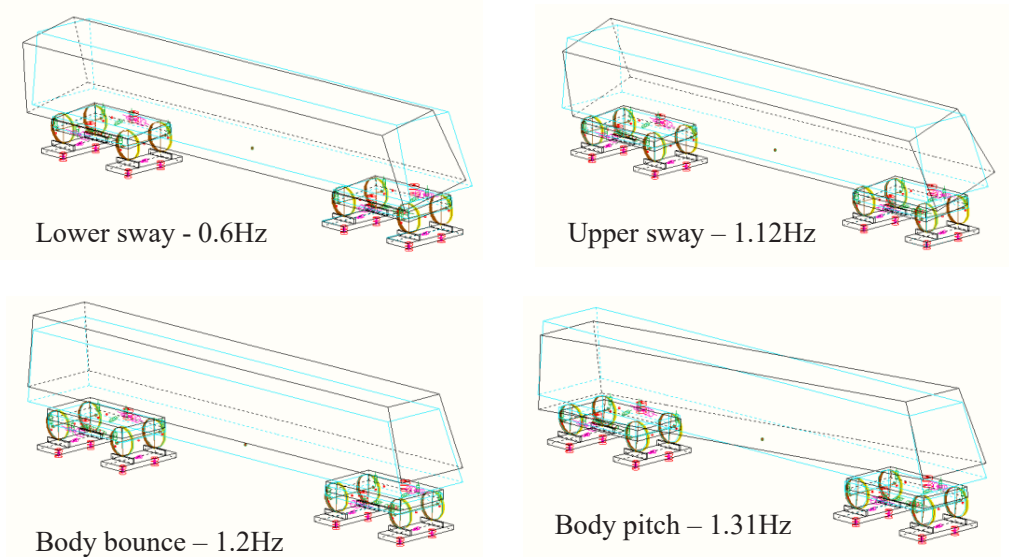 Lower sway - 0.6Hz
Upper sway – 1.12Hz
Body bounce – 1.2Hz
Body pitch – 1.31Hz